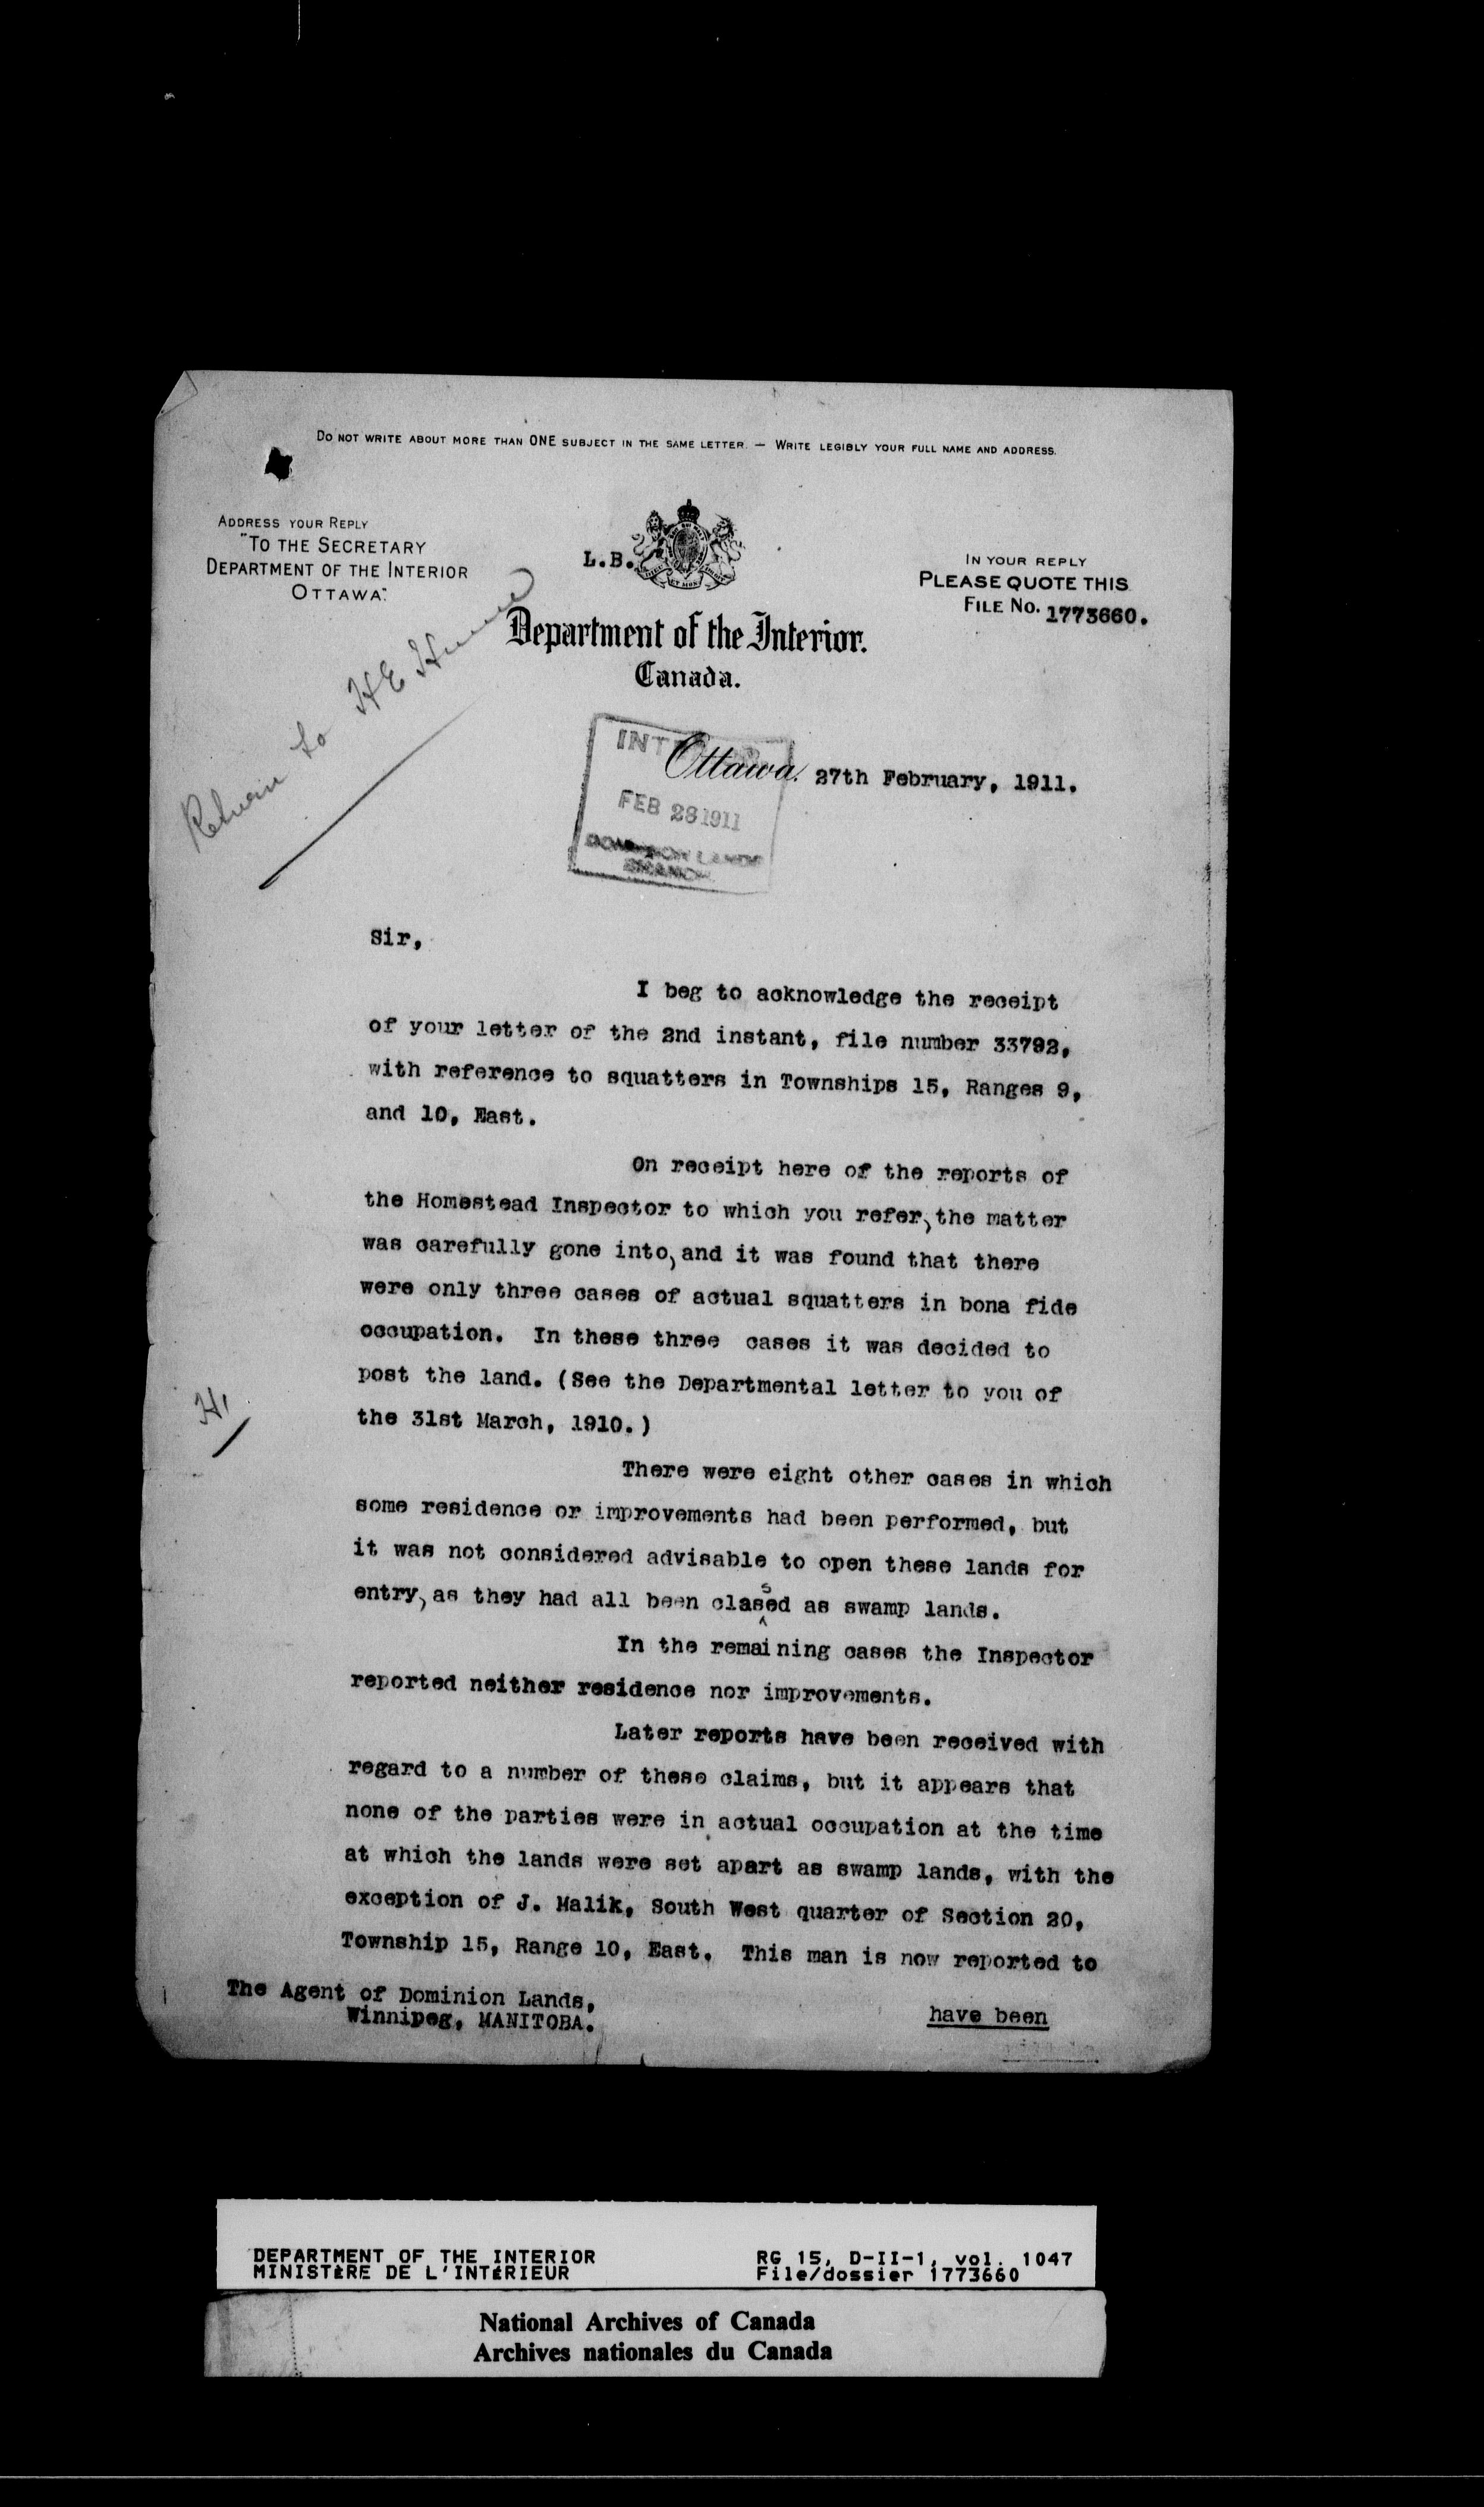 DO NOT WRITE ABOUT MORE THAN ONE SUBJECT IN THE SAME LETTER. — WRITE LEGIBLY YOUR FULL NAME AND ADDRESS.
ADDRESS YOUR REPLY
"TO THE SECRETARY
DEPARTMENT OF THE INTERIOR
OTTAWA."
L.B.
IN YOUR REPLY
PLEASE QUOTE THIS
FILE NO. 1773660.
Department of the Interior.
Canada.
Return to H E
Ottawa. 27th February, 1911.
FEB 28 1911
DOMINION LANDS
BRANCH
Sir,
I beg to acknowledge the receipt
of your letter of the 2nd instant, file number 33792,
with reference to squatters in Townships 15, Ranges 9,
and 10, East.
On receipt here of the reports of
the Homestead Inspector to which you refer, the matter
was carefully gone into, and it was found that there
were only three cases of actual squatters in bona fide
occupation. In these three cases it was decided to
post the land. (See the Departmental letter to you of
the 31st March, 1910.)
There were eight other cases in which
some residence or improvements had been performed, but
it was not considered advisable to open these lands for
entry, as they had all been classed as swamp lands.
In the remaining cases the Inspector
reported neither residence nor improvements.
Later reports have been received with
regard to a number of these claims, but it appears that
none of the parties were in actual occupation at the time
at which the lands were set apart as swamp lands, with the
exception of J. Malik, South West quarter of Section 20,
Township 15, Range 10, East. This man is now reported to
The Agent of Dominion Lands,
Winnipeg, MANITOBA.
have been
DEPARTMENT OF THE INTERIOR
MINISTÈRE DE L'INTÉRIEUR
RG 15, D-II-1, vol. 1047
File/dossier 1773660
National Archives of Canada
Archives nationales du Canada